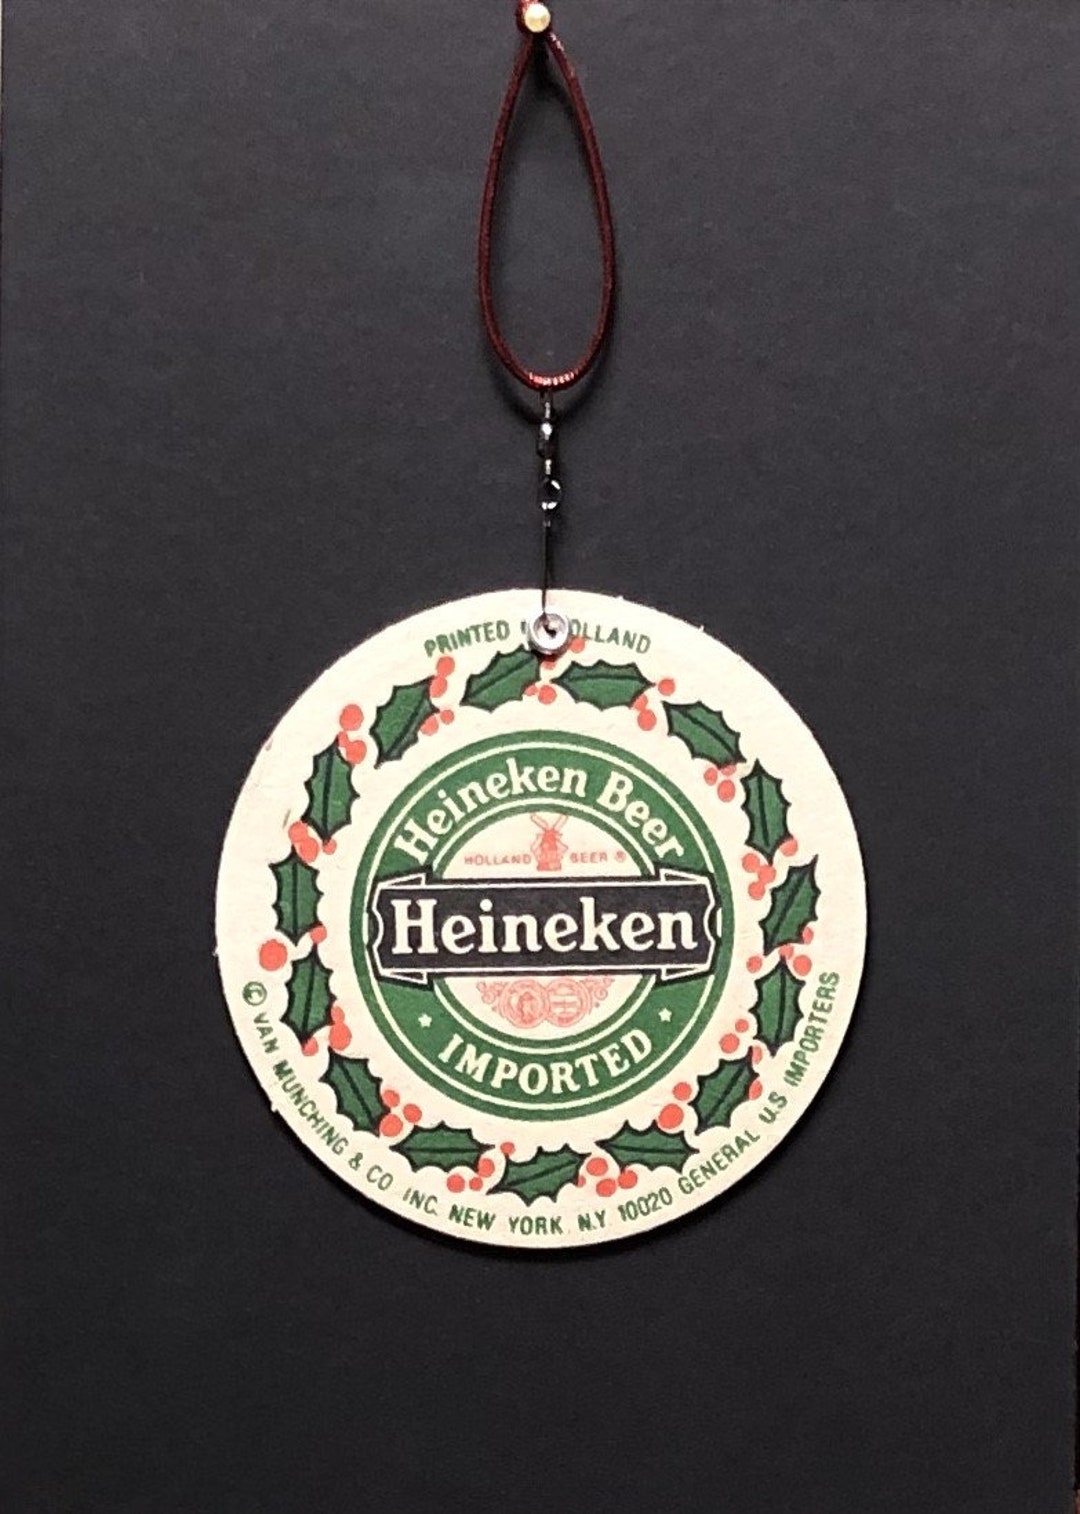 PRINTED OLLAND
Heineken Beer
HOLLAND BEER ®
Heineken
IMPORTED
© VAN MUNCHING & CO INC. NEW YORK N.Y. 10020 GENERAL U.S IMPORTERS